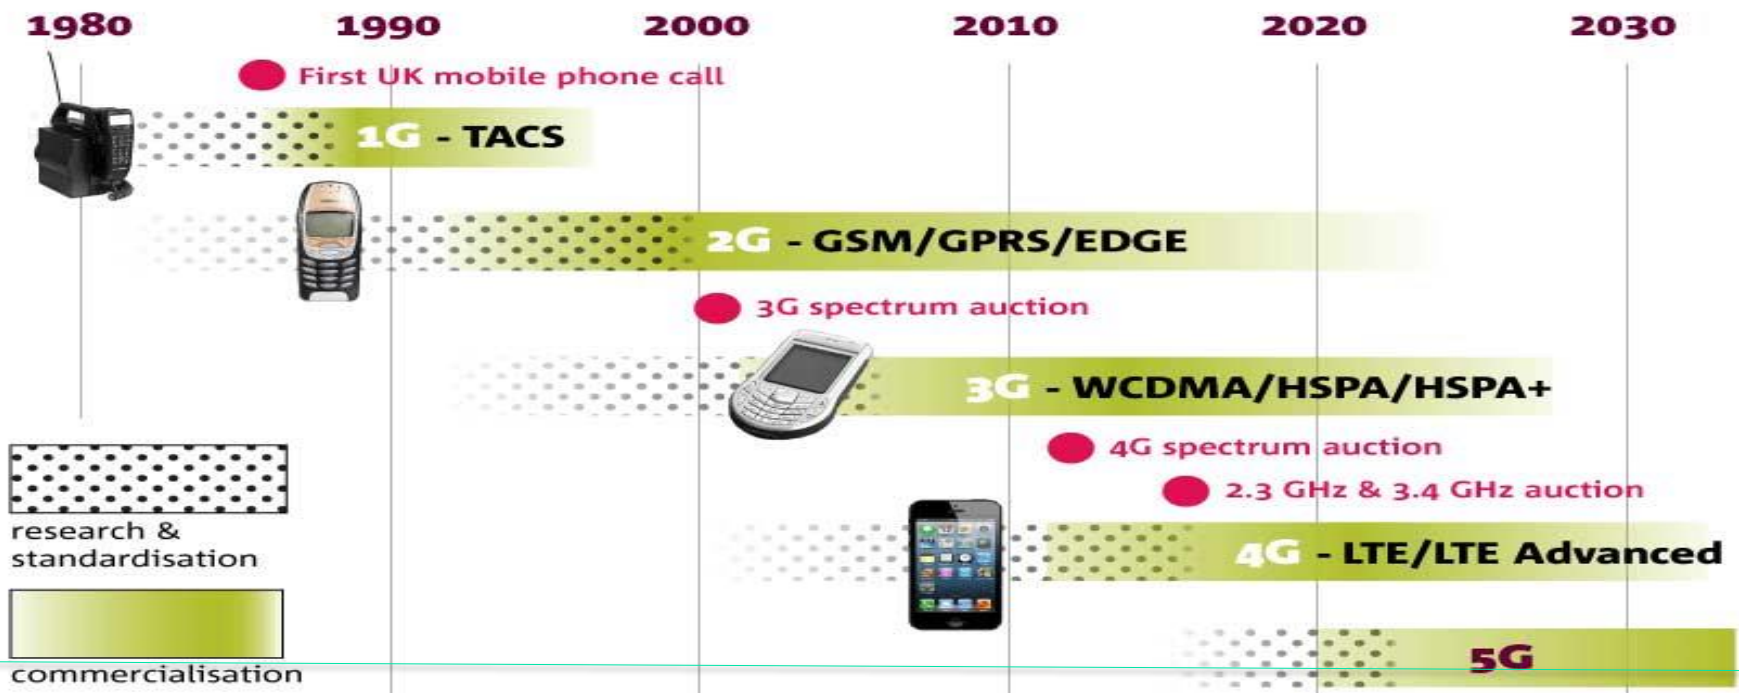 1980 1990 2000 2010 2020 2030
First UK mobile phone call
1G - TACS
2G - GSM/GPRS/EDGE
3G spectrum auction
3G - WCDMA/HSPA/HSPA+
4G spectrum auction
2.3 GHz & 3.4 GHz auction
research &
standardisation
4G - LTE/LTE Advanced
5G
commercialisation